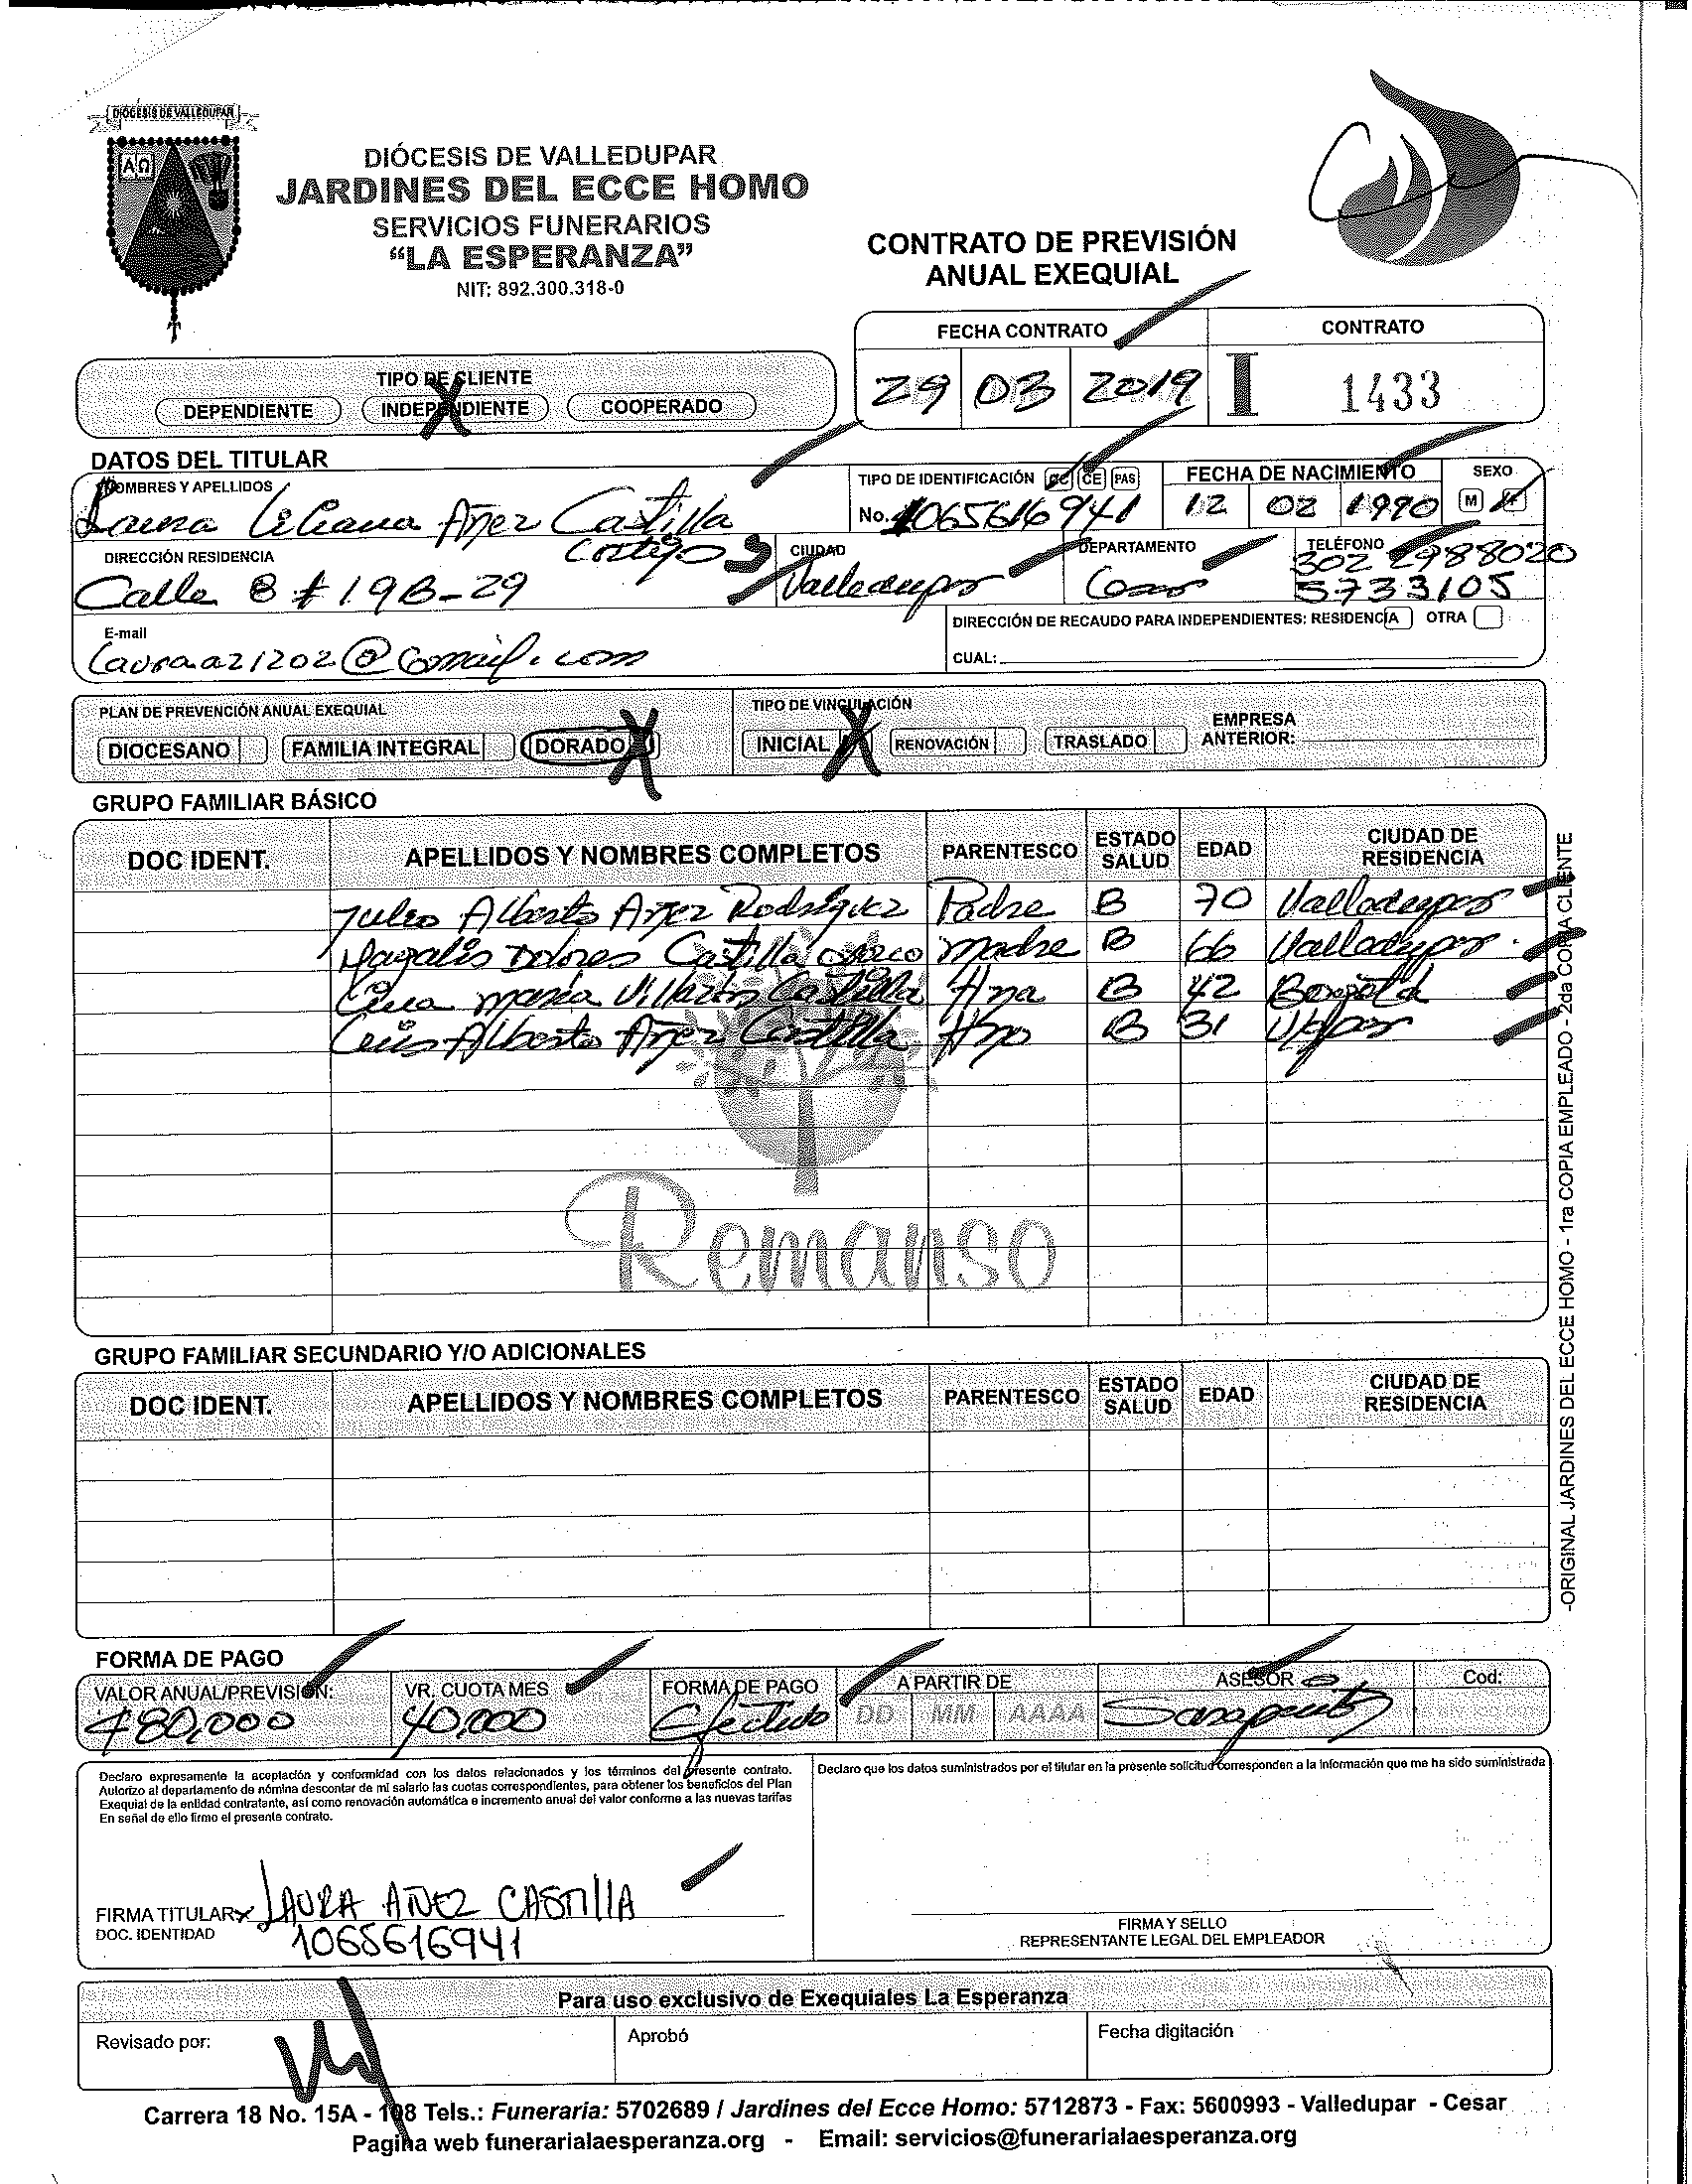 DIÓCESIS DE VALLEDUPAR
ΑΩ
DIÓCESIS DE VALLEDUPAR
JARDINES DEL ECCE HOMO
SERVICIOS FUNERARIOS
“LA ESPERANZA”
NIT: 892.300.318-0
CONTRATO DE PREVISIÓN
ANUAL EXEQUIAL
FECHA CONTRATO CONTRATO
29 03 2019 I 1433
TIPO DE CLIENTE
DEPENDIENTE INDEPENDIENTE COOPERADO
DATOS DEL TITULAR
NOMBRES Y APELLIDOS TIPO DE IDENTIFICACIÓN CC CE PAS FECHA DE NACIMIENTO SEXO
Laura Liliana Añez Castilla No. 1065616941 12 02 1990 M F
DIRECCIÓN RESIDENCIA CIUDAD DEPARTAMENTO TELÉFONO
Calle 8 # 19B-29 Cortijo Valledupar Cesar 302 2988020
5733105
E-mail DIRECCIÓN DE RECAUDO PARA INDEPENDIENTES: RESIDENCIA OTRA
lauraa21202@Gmail.com CUAL:
PLAN DE PREVENCIÓN ANUAL EXEQUIAL TIPO DE VINCULACIÓN
DIOCESANO FAMILIA INTEGRAL DORADO INICIAL RENOVACIÓN TRASLADO EMPRESA ANTERIOR:
GRUPO FAMILIAR BÁSICO
DOC IDENT. APELLIDOS Y NOMBRES COMPLETOS PARENTESCO ESTADO SALUD EDAD CIUDAD DE RESIDENCIA
Julio Alberto Añez Rodriguez Padre B 70 Valledupar
Magalis Dolores Castilla madre B 66 Valledupar
Lina maria Villazon Castilla Hna B 42 Bogotá
Luis Alberto Añez Castilla Hno B 31 V/par
Remanso
GRUPO FAMILIAR SECUNDARIO Y/O ADICIONALES
DOC IDENT. APELLIDOS Y NOMBRES COMPLETOS PARENTESCO ESTADO SALUD EDAD CIUDAD DE RESIDENCIA
-ORIGINAL JARDINES DEL ECCE HOMO - 1ra COPIA EMPLEADO - 2da COPIA CLIENTE
FORMA DE PAGO
VALOR ANUAL/PREVISIÓN: VR. CUOTA MES FORMA DE PAGO A PARTIR DE ASESOR Cod:
480,000 40,000 Efectivo DD MM AAAA
Declaro expresamente la aceptación y conformidad con los datos relacionados y los términos del presente contrato.
Autorizo al departamento de nómina descontar de mi salario las cuotas correspondientes, para obtener los beneficios del Plan
Exequial de la entidad contratante, así como renovación automática e incremento anual del valor conforme a las nuevas tarifas
En señal de ello firmo el presente contrato.
Declaro que los datos suministrados por el titular en la presente solicitud corresponden a la información que me ha sido suministrada
FIRMA TITULAR x LAURA AÑEZ CASTILLA
DOC. IDENTIDAD 1065616941
FIRMA Y SELLO
REPRESENTANTE LEGAL DEL EMPLEADOR
Para uso exclusivo de Exequiales La Esperanza
Revisado por: Aprobó Fecha digitación
Carrera 18 No. 15A - 108 Tels.: Funeraria: 5702689 / Jardines del Ecce Homo: 5712873 - Fax: 5600993 - Valledupar - Cesar
Pagina web funerarialaesperanza.org - Email: servicios@funerarialaesperanza.org